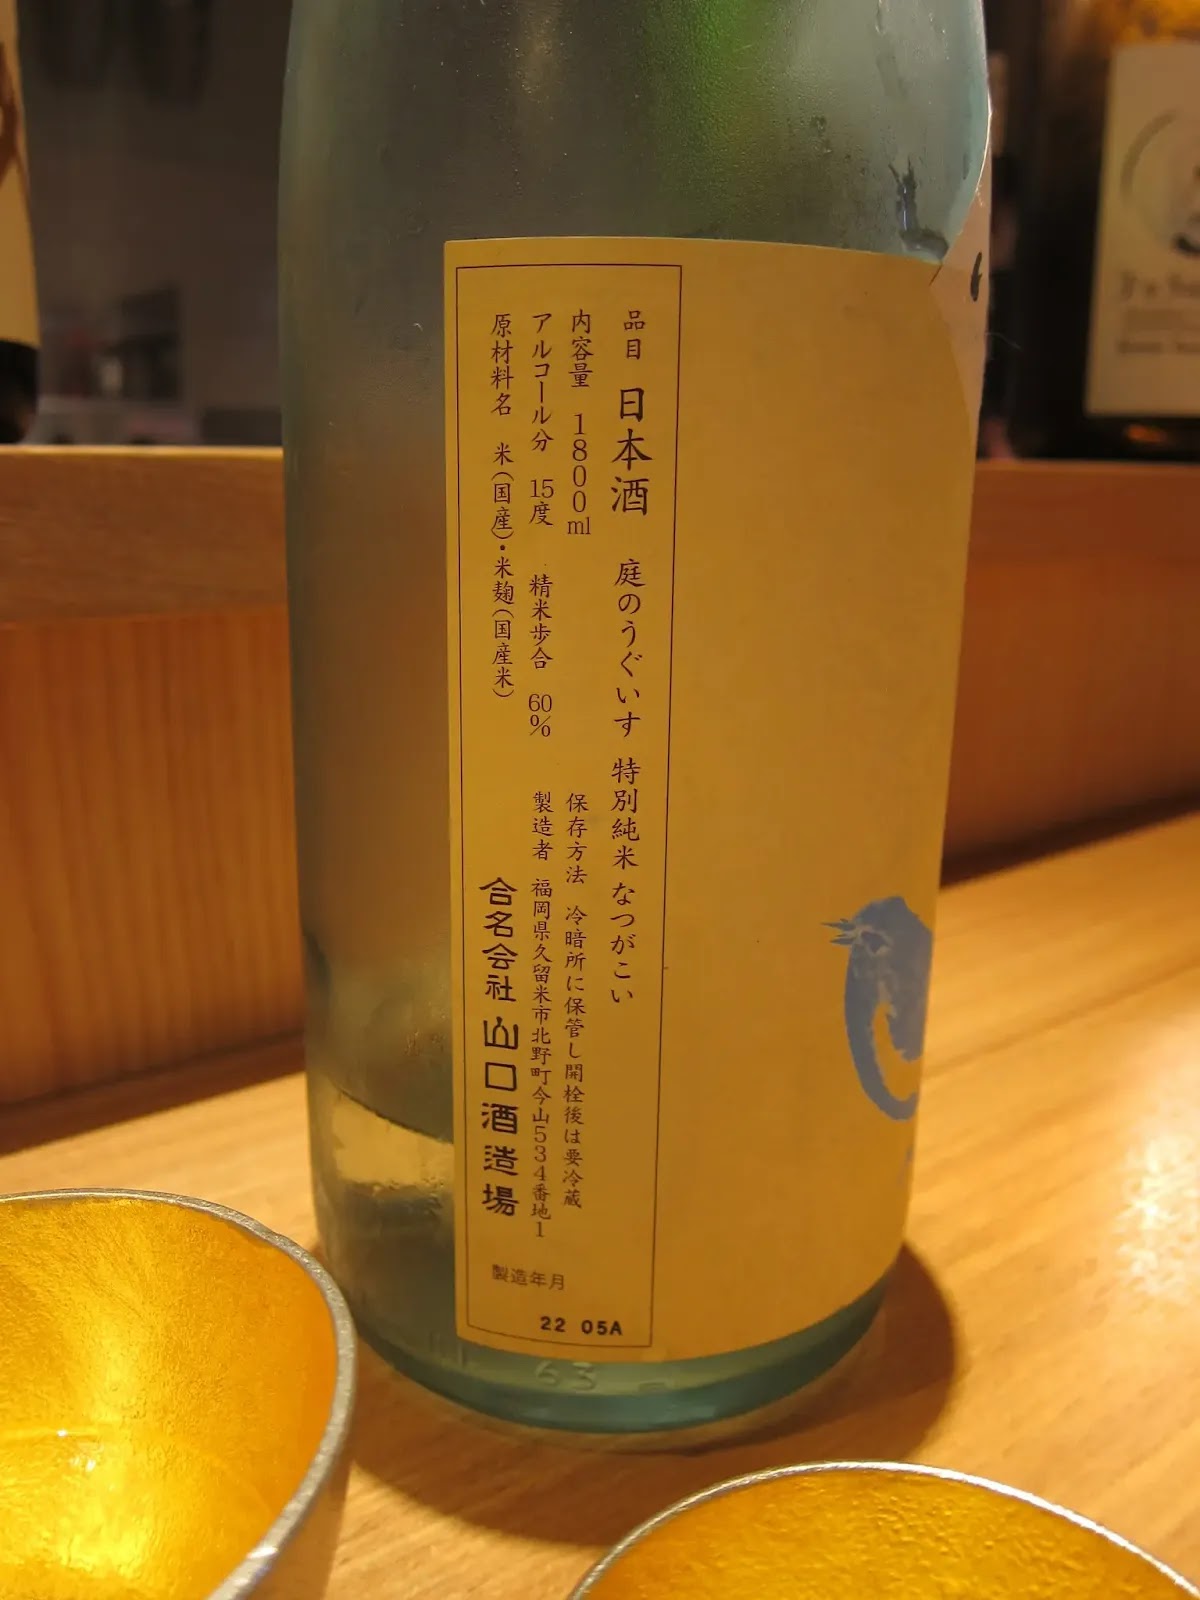 品目 日本酒 庭のうぐいす 特別純米 なつがこい
内容量 1800ml
保存方法 冷暗所に保管し開栓後は要冷蔵
アルコール分 15度 精米歩合 60%
製造者 福岡県久留米市北野町今山534番地1
原材料名 米(国産)・米麹(国産米)
合名会社 山口酒造場
製造年月
22 05A
63